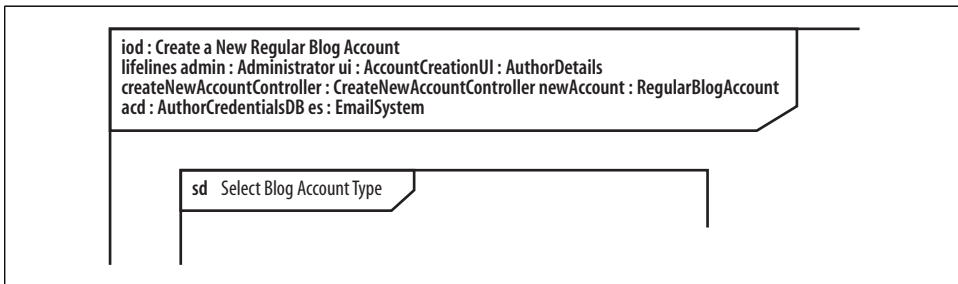 iod : Create a New Regular Blog Account
lifelines admin : Administrator ui : AccountCreationUI : AuthorDetails
createNewAccountController : CreateNewAccountController newAccount : RegularBlogAccount
acd : AuthorCredentialsDB es : EmailSystem
sd Select Blog Account Type